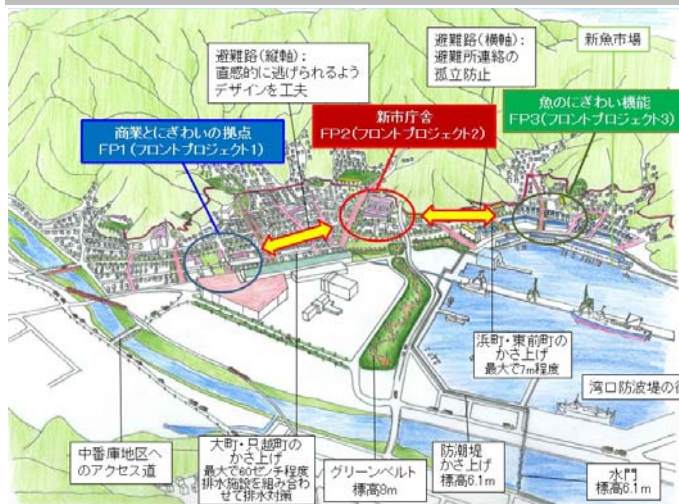 避難路(縦軸):
直感的に逃げられるよう
デザインを工夫
避難路(横軸):
避難所連絡の
孤立防止
新魚市場
商業とにぎわいの拠点
FP1(フロントプロジェクト1)
新市庁舎
FP2(フロントプロジェクト2)
魚のにぎわい機能
FP3(フロントプロジェクト3)
浜町・東前町の
かさ上げ
最大で7m程度
湾口防波堤の
中番庫地区へ
のアクセス道
大町・只越町の
かさ上げ
最大で60センチ程度
排水施設を組み合わ
せて排水対策
グリーンベルト
標高8m
防潮堤
かさ上げ
標高6.1m
水門
標高6.1m